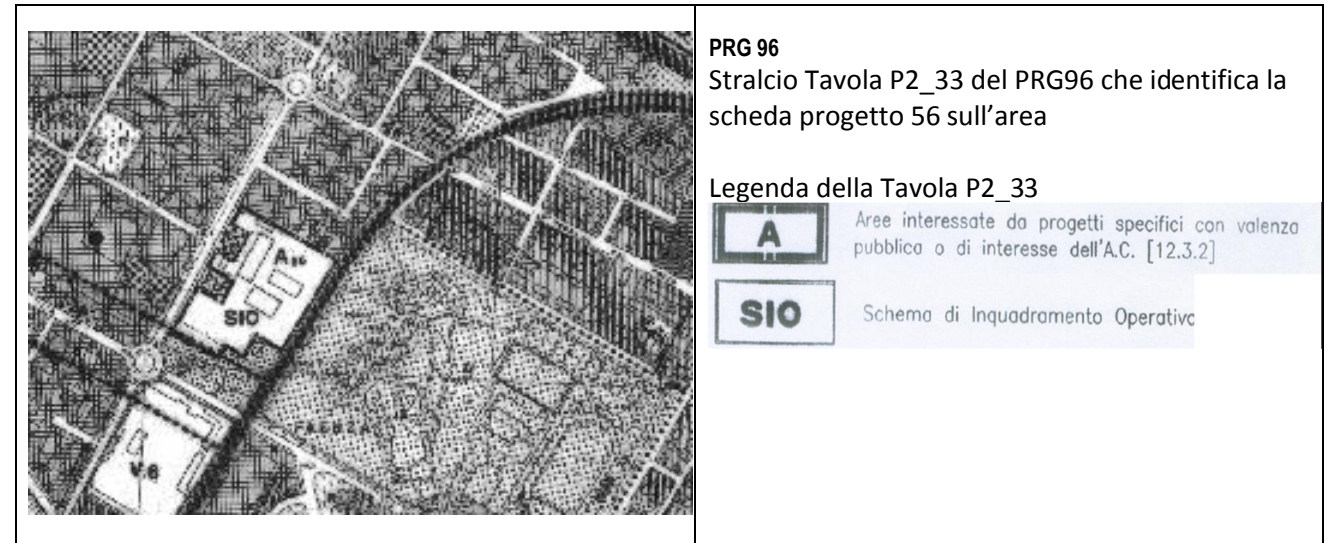 PRG 96
Stralcio Tavola P2_33 del PRG96 che identifica la
scheda progetto 56 sull’area
Legenda della Tavola P2_33
A
Aree interessate da progetti specifici con valenza
pubblica o di interesse dell'A.C. [12.3.2]
SIO
Schema di Inquadramento Operativo
SIO
FAENZA
V.6